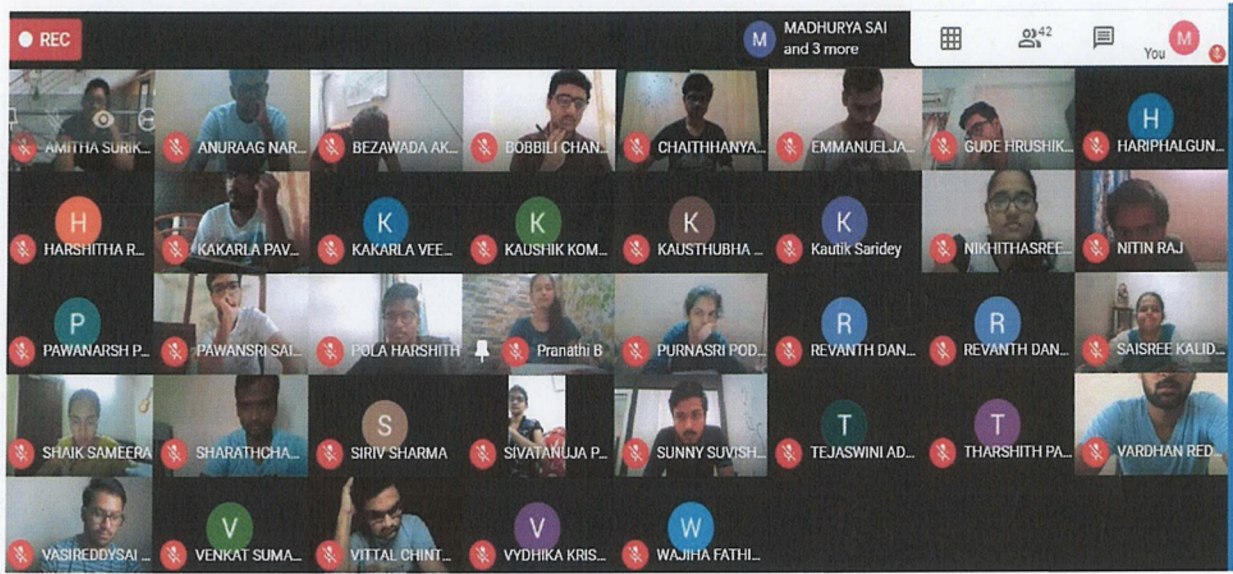 REC
M
MADHURYA SAI
and 3 more
42
You
M
AMITHA SURIK...
ANURAAG NAR...
BEZAWADA AK...
BOBBILI CHAN...
CHAITHHANYA...
EMMANUELJA...
GUDE HRUSHIK...
H
HARIPHALGUN...
H
HARSHITHA R...
KAKARLA PAV...
K
KAKARLA VEE...
K
KAUSHIK KOM...
K
KAUSTHUBHA ...
K
Kautik Saridey
NIKHITHASREE...
NITIN RAJ
P
PAWANARSH P...
PAWANSRI SAI...
POLA HARSHITH
Pranathi B
PURNASRI POD...
R
REVANTH DAN...
R
REVANTH DAN...
SAISREE KALID...
SHAIK SAMEERA
SHARATHCHA...
S
SIRIV SHARMA
SIVATANUJA P...
SUNNY SUVISH...
T
TEJASWINI AD...
T
THARSHITH PA...
VARDHAN RED...
VASIREDDYSAI ...
V
VENKAT SUMA...
VITTAL CHINT...
V
VYDHIKA KRIS...
W
WAJIHA FATHI...